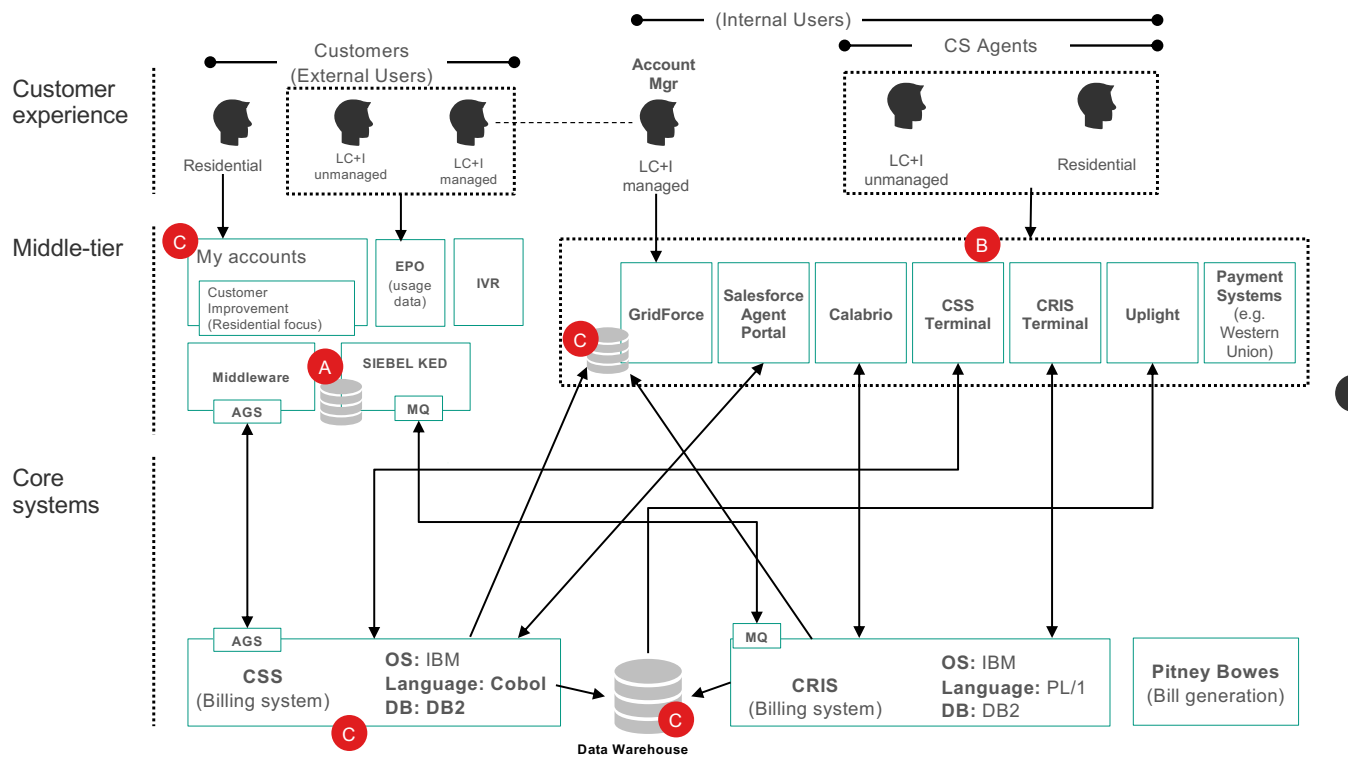 (Internal Users)
Customers
(External Users)
CS Agents
Account
Mgr
Customer
experience
Residential
LC+I
unmanaged
LC+I
managed
LC+I
managed
LC+I
unmanaged
Residential
Middle-tier
C
My accounts
Customer
Improvement
(Residential focus)
EPO
(usage
data)
IVR
B
C
GridForce
Salesforce
Agent
Portal
Calabrio
CSS
Terminal
CRIS
Terminal
Uplight
Payment
Systems
(e.g.
Western
Union)
Middleware
AGS
A
SIEBEL KED
MQ
Core
systems
AGS
CSS
(Billing system)
OS: IBM
Language: Cobol
DB: DB2
C
C
Data Warehouse
MQ
CRIS
(Billing system)
OS: IBM
Language: PL/1
DB: DB2
Pitney Bowes
(Bill generation)